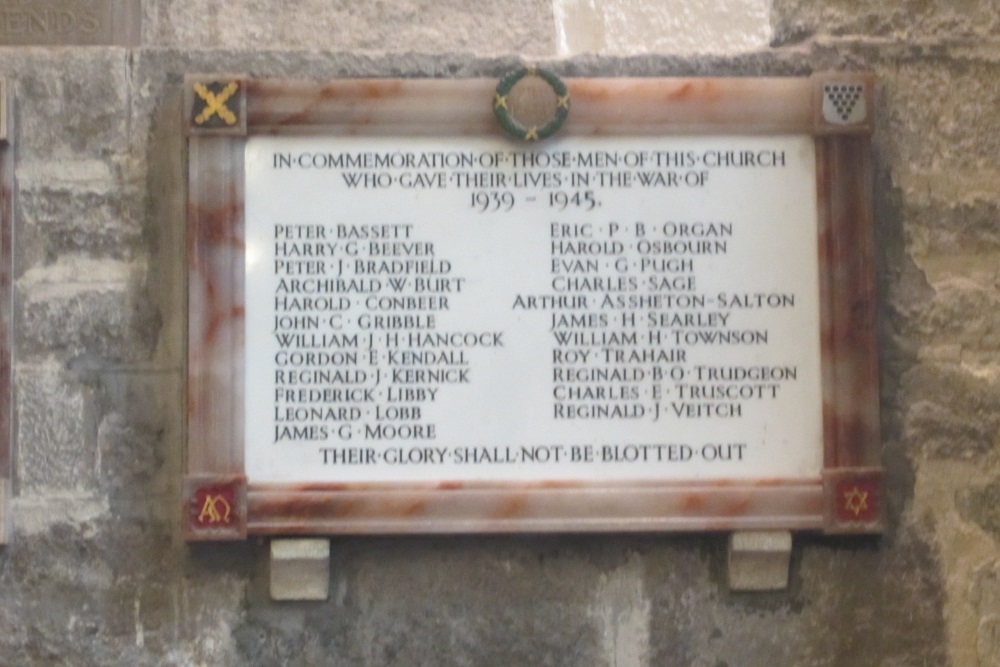 ENDS
IN·COMMEMORATION·OF·THOSE·MEN·OF·THIS·CHURCH
WHO·GAVE·THEIR·LIVES·IN·THE·WAR·OF
1939 - 1945.
PETER·BASSETT
HARRY·G·BEEVER
PETER·J·BRADFIELD
ARCHIBALD·W·BURT
HAROLD·CONBEER
JOHN·C·GRIBBLE
WILLIAM·J·H·HANCOCK
GORDON·E·KENDALL
REGINALD·J·KERNICK
FREDERICK·LIBBY
LEONARD·LOBB
JAMES·G·MOORE
ERIC·P·B·ORGAN
HAROLD·OSBOURN
EVAN·G·PUGH
CHARLES·SAGE
ARTHUR·ASSHETON-SALTON
JAMES·H·SEARLEY
WILLIAM·H·TOWNSON
ROY·TRAHAIR
REGINALD·B·O·TRUDGEON
CHARLES·E·TRUSCOTT
REGINALD·J·VEITCH
THEIR·GLORY·SHALL·NOT·BE·BLOTTED·OUT
ΑΩ